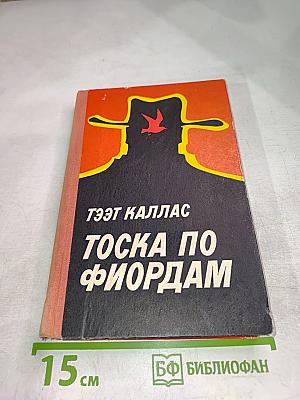 ТЭЭТ КАЛЛАС
ТОСКА ПО
ФИОРДАМ
15 см
БФ БИБЛИОФАН